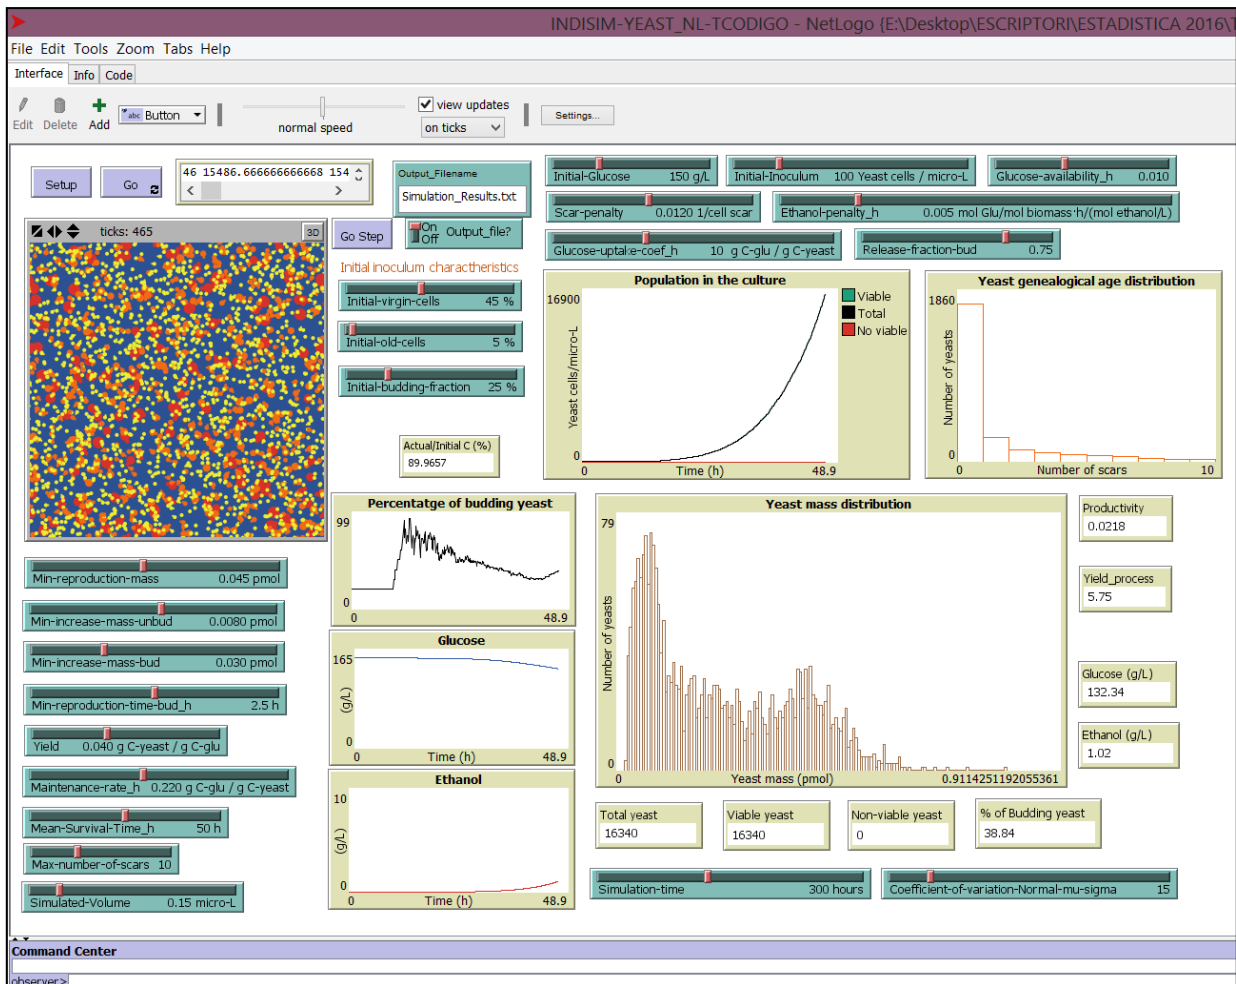 INDISIM-YEAST_NL-TCODIGO - NetLogo {E:\Desktop\ESCRIPTORI\ESTADISTICA 2016\T
File Edit Tools Zoom Tabs Help
Interface Info Code
Edit Delete Add
abc Button
normal speed
view updates
on ticks
Settings...
Setup
Go
46 15486.666666666668 154
Output_Filename
Simulation_Results.txt
Initial-Glucose 150 g/L
Initial-Inoculum 100 Yeast cells / micro-L
Glucose-availability_h 0.010
Scar-penalty 0.0120 1/cell scar
Ethanol-penalty_h 0.005 mol Glu/mol biomass·h/(mol ethanol/L)
Glucose-uptake-coef_h 10 g C-glu / g C-yeast
Release-fraction-bud 0.75
ticks: 465
3D
Go Step
On
Off
Output_file?
Initial inoculum characteristics
Initial-virgin-cells 45 %
Initial-old-cells 5 %
Initial-budding-fraction 25 %
Actual/Initial C (%)
89.9657
Population in the culture
16900
Yeast cells/micro-L
0
0
Time (h)
48.9
Viable
Total
No viable
Yeast genealogical age distribution
1860
Number of yeasts
0
0
Number of scars
10
Percentatge of budding yeast
99
0
0
48.9
Glucose
165
(g/L)
0
0
Time (h)
48.9
Ethanol
10
(g/L)
0
0
Time (h)
48.9
Yeast mass distribution
79
Number of yeasts
0
0
Yeast mass (pmol)
0.9114251192055361
Productivity
0.0218
Yield_process
5.75
Glucose (g/L)
132.34
Ethanol (g/L)
1.02
Min-reproduction-mass 0.045 pmol
Min-increase-mass-unbud 0.0080 pmol
Min-increase-mass-bud 0.030 pmol
Min-reproduction-time-bud_h 2.5 h
Yield 0.040 g C-yeast / g C-glu
Maintenance-rate_h 0.220 g C-glu / g C-yeast
Mean-Survival-Time_h 50 h
Max-number-of-scars 10
Simulated-Volume 0.15 micro-L
Total yeast
16340
Viable yeast
16340
Non-viable yeast
0
% of Budding yeast
38.84
Simulation-time 300 hours
Coefficient-of-variation-Normal-mu-sigma 15
Command Center
observer>